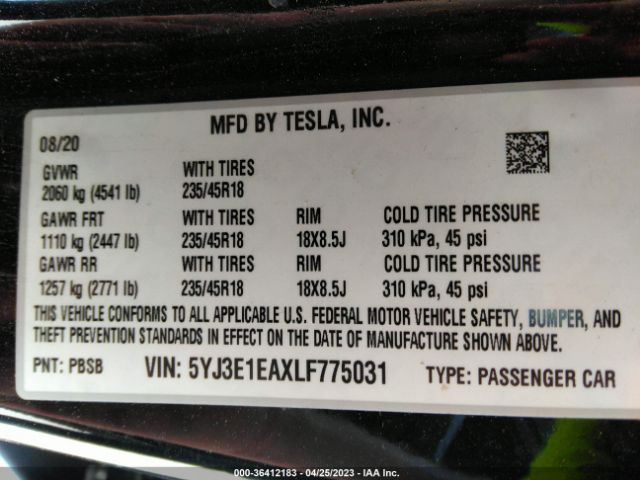 MFD BY TESLA, INC.
08/20
GVWR WITH TIRES
2060 kg (4541 lb) 235/45R18
GAWR FRT WITH TIRES RIM COLD TIRE PRESSURE
1110 kg (2447 lb) 235/45R18 18X8.5J 310 kPa, 45 psi
GAWR RR WITH TIRES RIM COLD TIRE PRESSURE
1257 kg (2771 lb) 235/45R18 18X8.5J 310 kPa, 45 psi
THIS VEHICLE CONFORMS TO ALL APPLICABLE U.S. FEDERAL MOTOR VEHICLE SAFETY, BUMPER, AND
THEFT PREVENTION STANDARDS IN EFFECT ON THE DATE OF MANUFACTURE SHOWN ABOVE.
PNT: PBSB VIN: 5YJ3E1EAXLF775031 TYPE: PASSENGER CAR
000-36412183 - 04/25/2023 - IAA Inc.